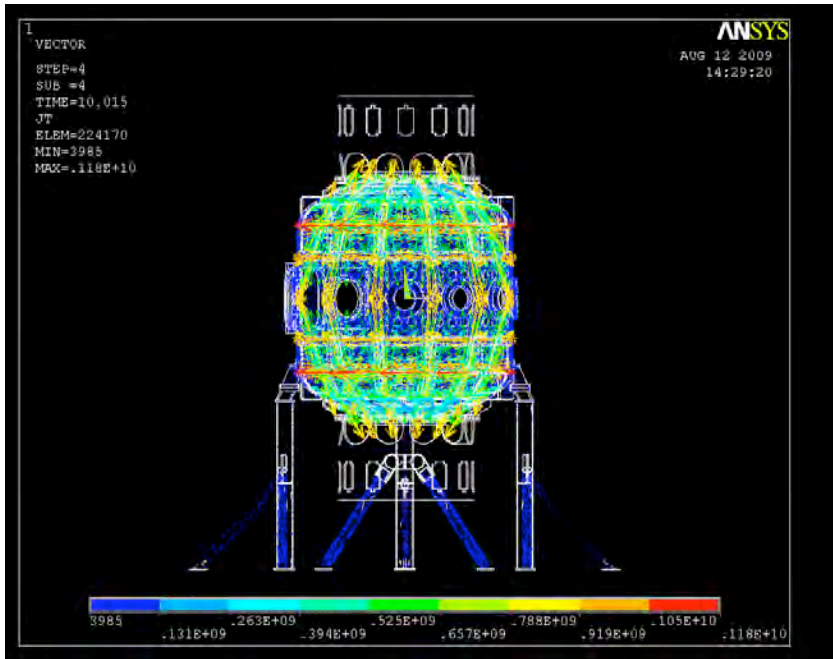 1
ANSYS
VECTOR
AUG 12 2009
14:29:20
STEP=4
SUB =4
TIME=10.015
JT
ELEM=224170
MIN=3985
MAX=.118E+10
3985 .263E+09 .525E+09 .788E+09 .105E+10
.131E+09 .394E+09 .657E+09 .919E+09 .118E+10